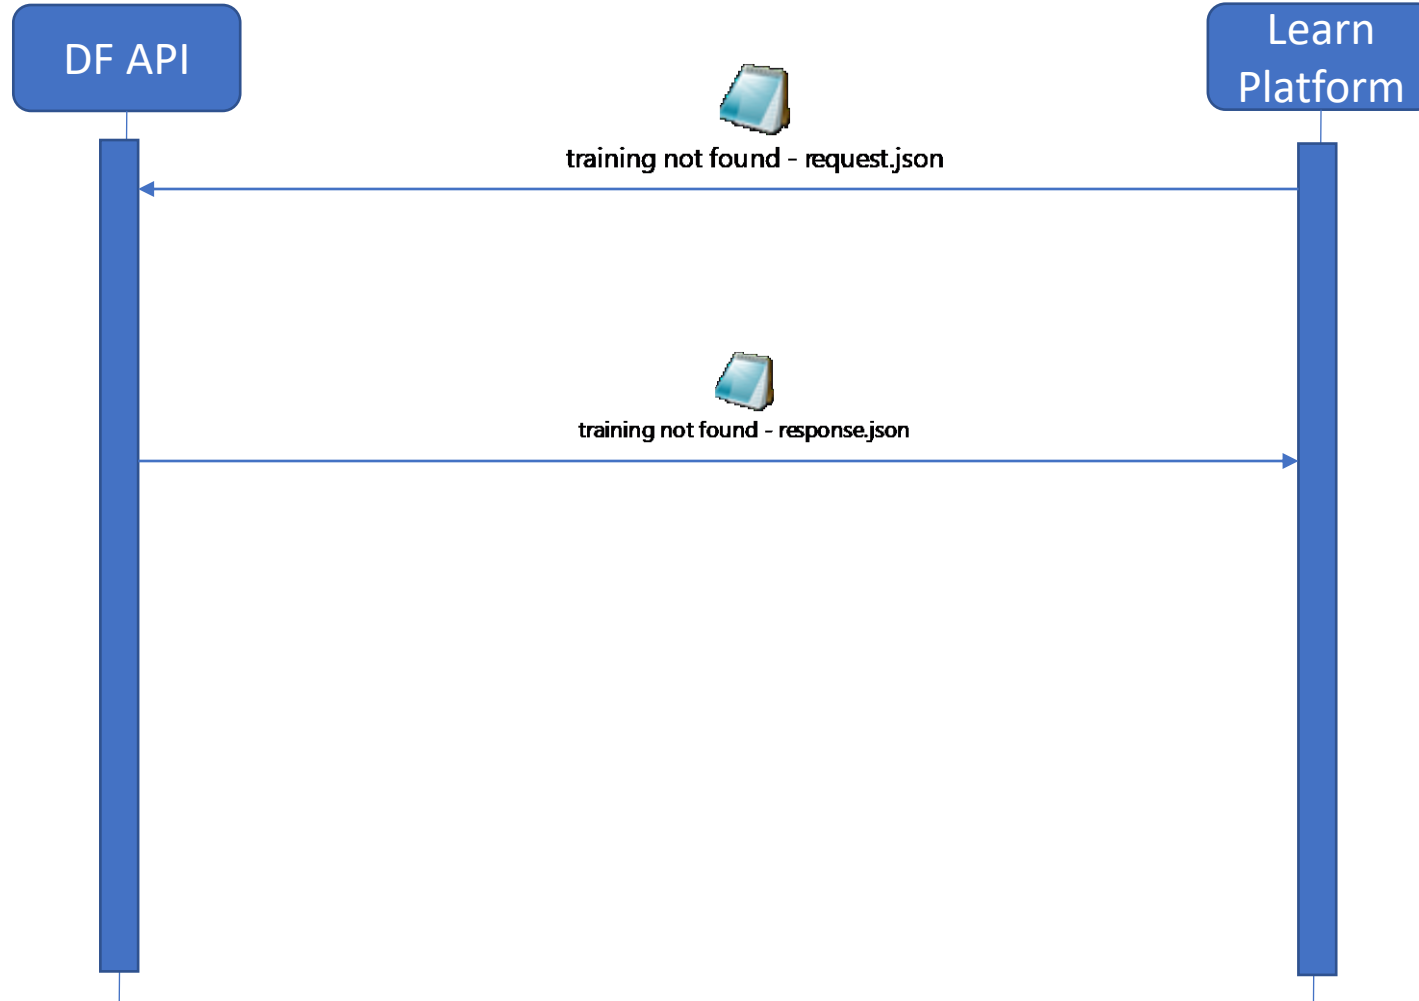 DF API
Learn
Platform
training not found - request.json
training not found - response.json